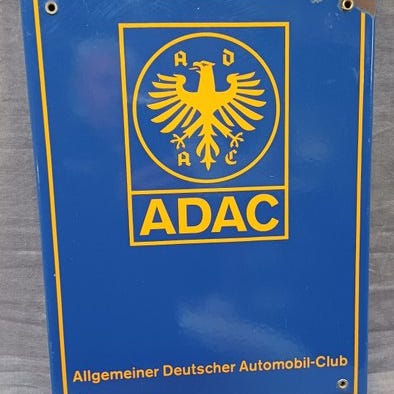 A D
A C
ADAC
Allgemeiner Deutscher Automobil-Club